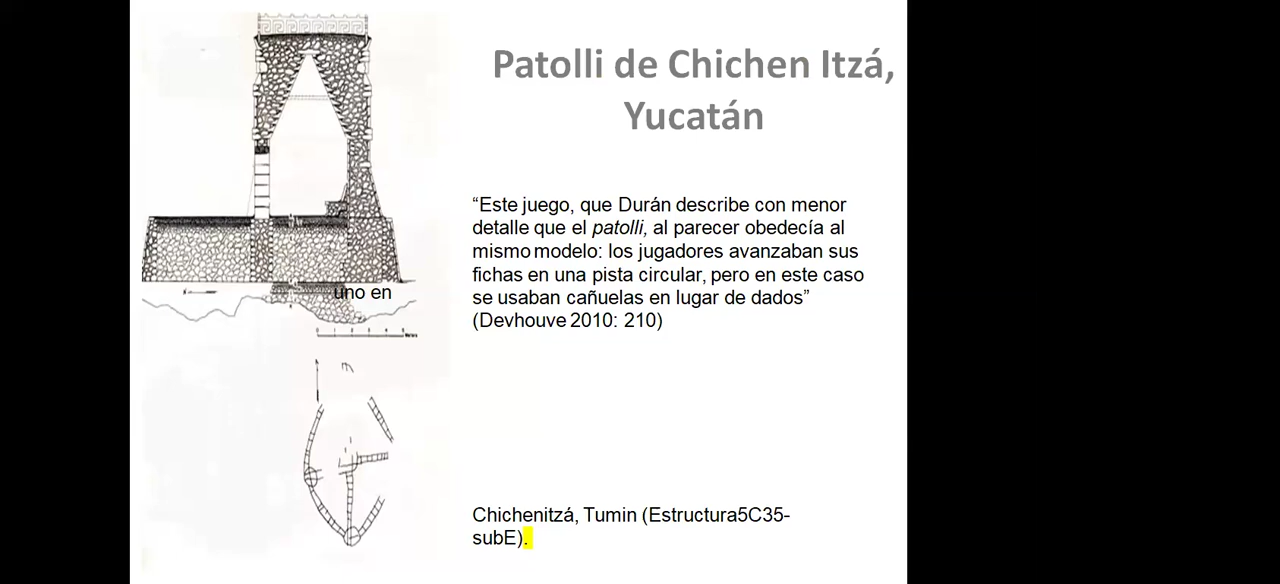 Patolli de Chichen Itzá,
Yucatán
“Este juego, que Durán describe con menor
detalle que el patolli, al parecer obedecía al
mismo modelo: los jugadores avanzaban sus
fichas en una pista circular, pero en este caso
se usaban cañuelas en lugar de dados”
(Devhouve 2010: 210)
uno en
Chichenitzá, Tumin (Estructura5C35-
subE).